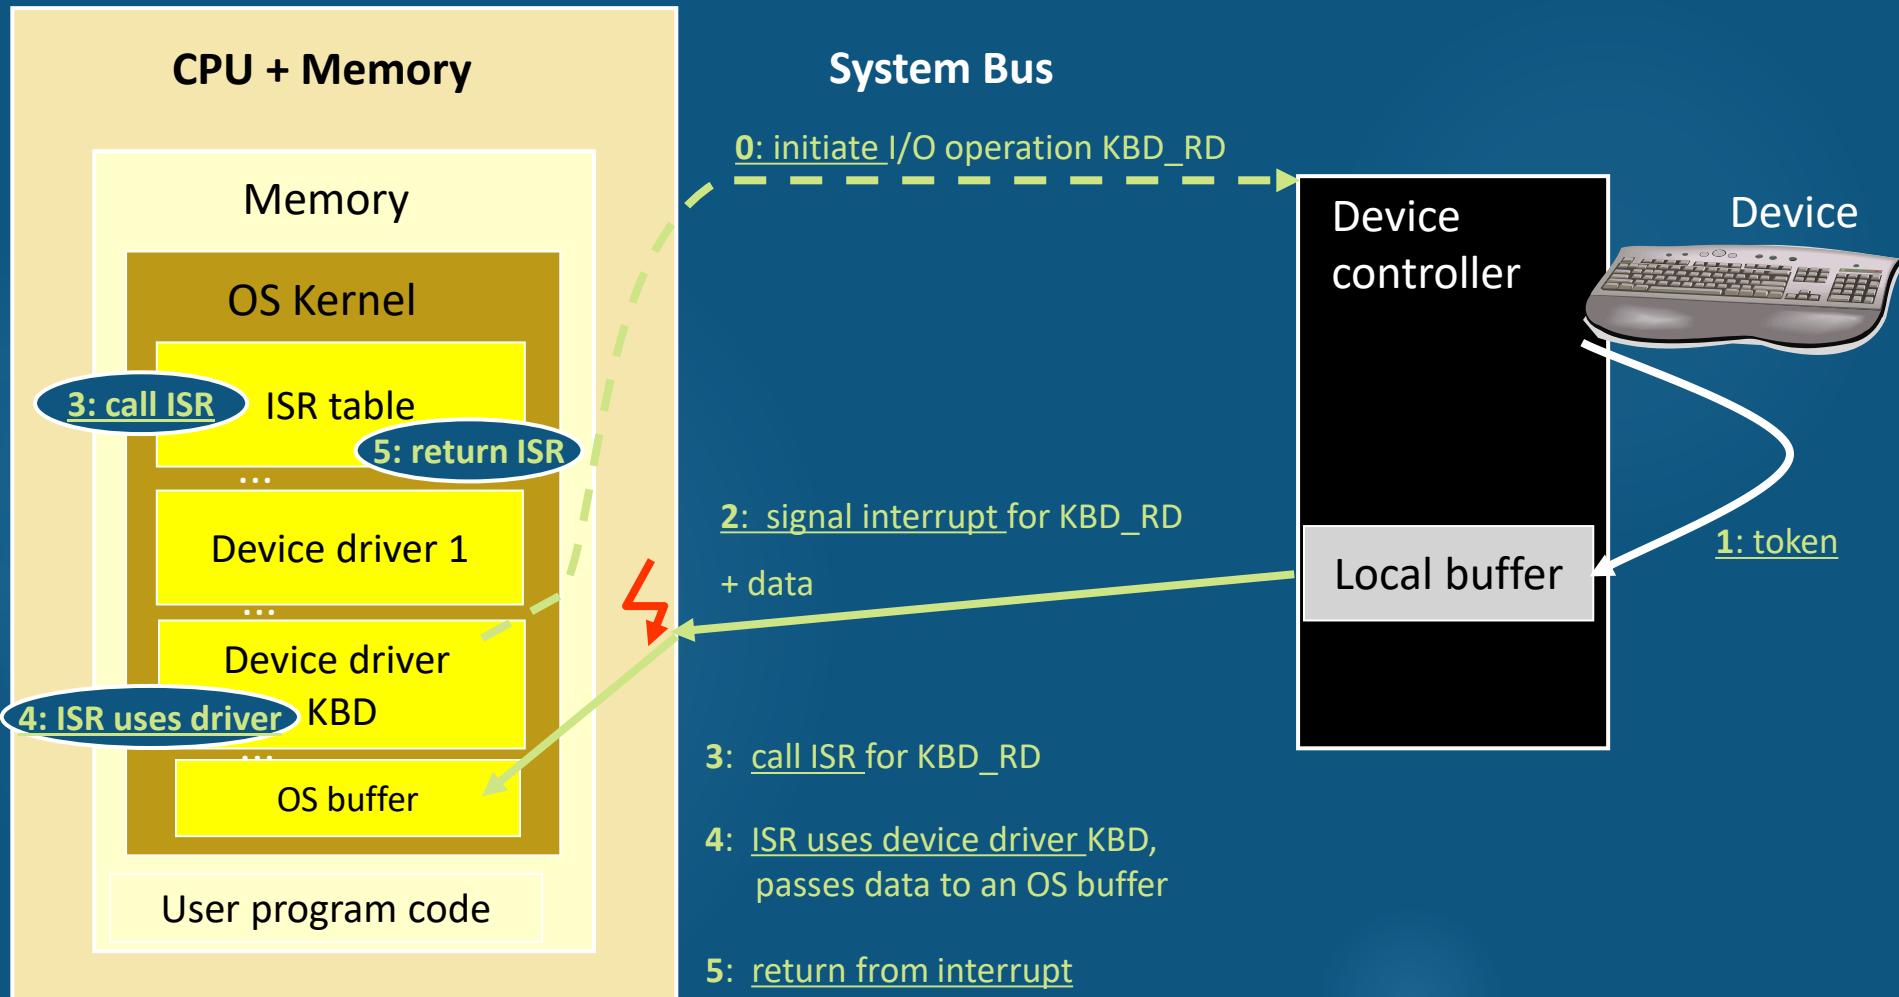 CPU + Memory
System Bus
0: initiate I/O operation KBD_RD
Memory
Device
controller
Device
OS Kernel
3: call ISR
ISR table
5: return ISR
...
2: signal interrupt for KBD_RD
+ data
Device driver 1
1: token
Local buffer
...
Device driver
KBD
4: ISR uses driver
...
OS buffer
3: call ISR for KBD_RD
4: ISR uses device driver KBD,
passes data to an OS buffer
User program code
5: return from interrupt